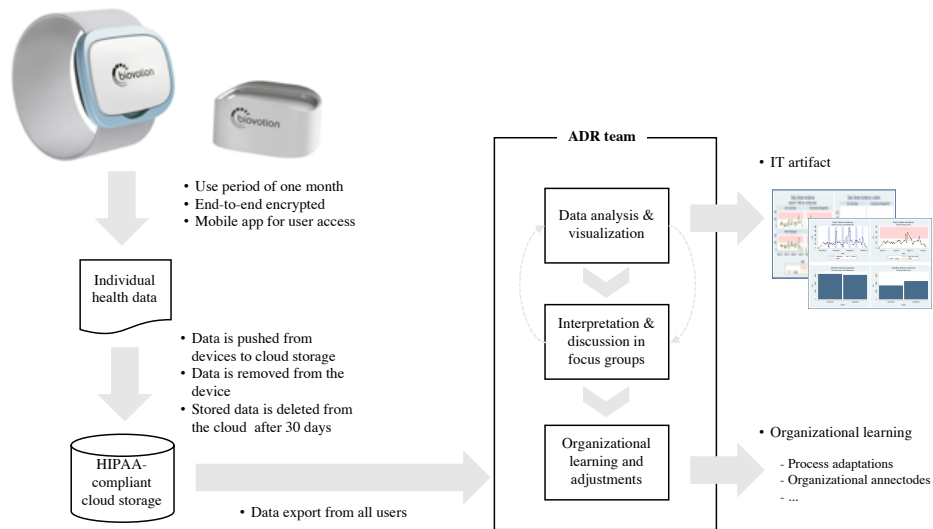 biovotion
biovotion
• Use period of one month
• End-to-end encrypted
• Mobile app for user access
Individual
health data
• Data is pushed from
devices to cloud storage
• Data is removed from the
device
• Stored data is deleted from
the cloud after 30 days
HIPAA-
compliant
cloud storage
• Data export from all users
ADR team
Data analysis &
visualization
Interpretation &
discussion in
focus groups
Organizational
learning and
adjustments
• IT artifact
• Organizational learning
- Process adaptations
- Organizational annectodes
- ...